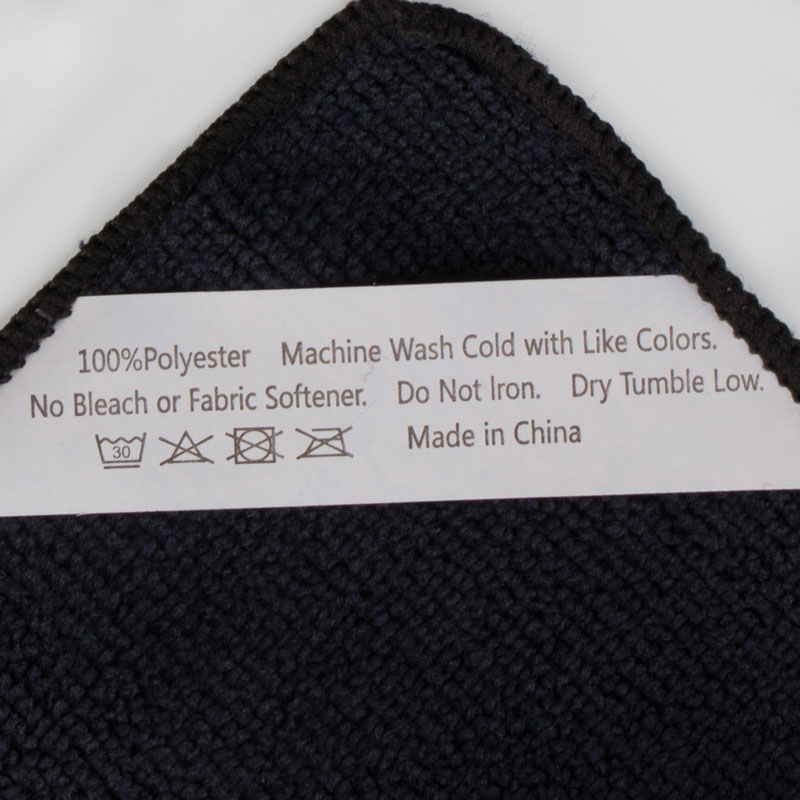 100%Polyester Machine Wash Cold with Like Colors.
No Bleach or Fabric Softener. Do Not Iron. Dry Tumble Low.
30 Made in China